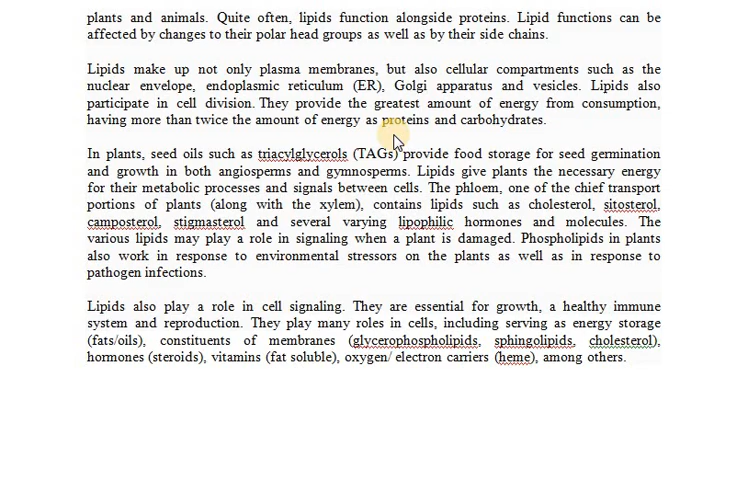 plants and animals. Quite often, lipids function alongside proteins. Lipid functions can be
affected by changes to their polar head groups as well as by their side chains.
Lipids make up not only plasma membranes, but also cellular compartments such as the
nuclear envelope, endoplasmic reticulum (ER), Golgi apparatus and vesicles. Lipids also
participate in cell division. They provide the greatest amount of energy from consumption,
having more than twice the amount of energy as proteins and carbohydrates.
In plants, seed oils such as triacylglycerols (TAGs) provide food storage for seed germination
and growth in both angiosperms and gymnosperms. Lipids give plants the necessary energy
for their metabolic processes and signals between cells. The phloem, one of the chief transport
portions of plants (along with the xylem), contains lipids such as cholesterol, sitosterol,
camposterol, stigmasterol and several varying lipophilic hormones and molecules. The
various lipids may play a role in signaling when a plant is damaged. Phospholipids in plants
also work in response to environmental stressors on the plants as well as in response to
pathogen infections.
Lipids also play a role in cell signaling. They are essential for growth, a healthy immune
system and reproduction. They play many roles in cells, including serving as energy storage
(fats/oils), constituents of membranes (glycerophospholipids, sphingolipids, cholesterol),
hormones (steroids), vitamins (fat soluble), oxygen/ electron carriers (heme), among others.